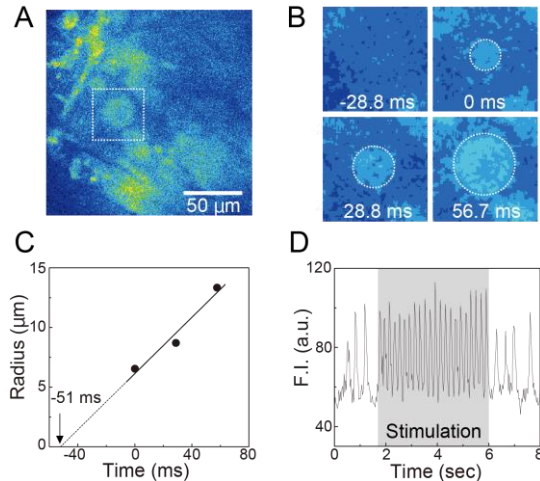 A
50 µm
B
-28.8 ms
0 ms
28.8 ms
56.7 ms
C
Radius (µm)
15
10
5
0
-51 ms
-40
0
40
80
Time (ms)
D
F.I. (a.u.)
120
80
40
Stimulation
0
2
4
6
8
Time (sec)